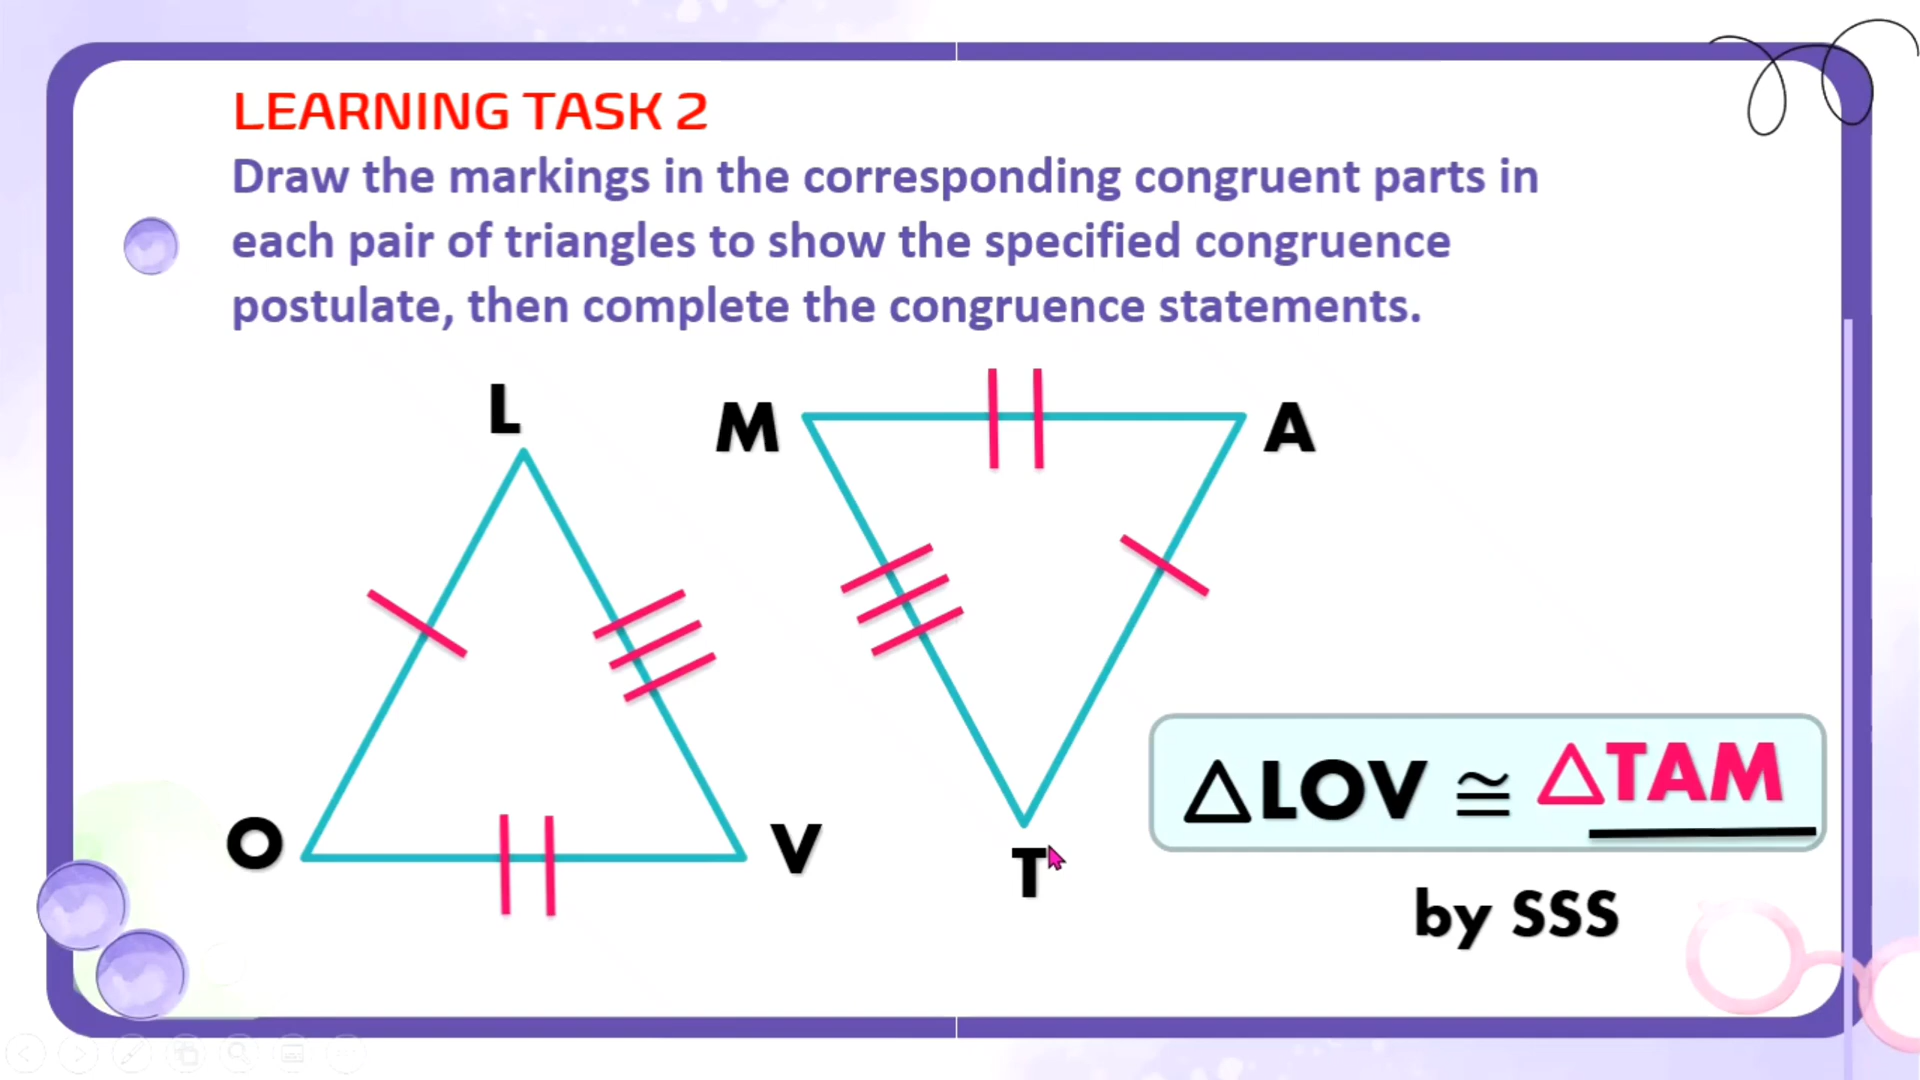 LEARNING TASK 2
Draw the markings in the corresponding congruent parts in
each pair of triangles to show the specified congruence
postulate, then complete the congruence statements.
L
M
A
O
V
T
△LOV ≅ △TAM
by SSS